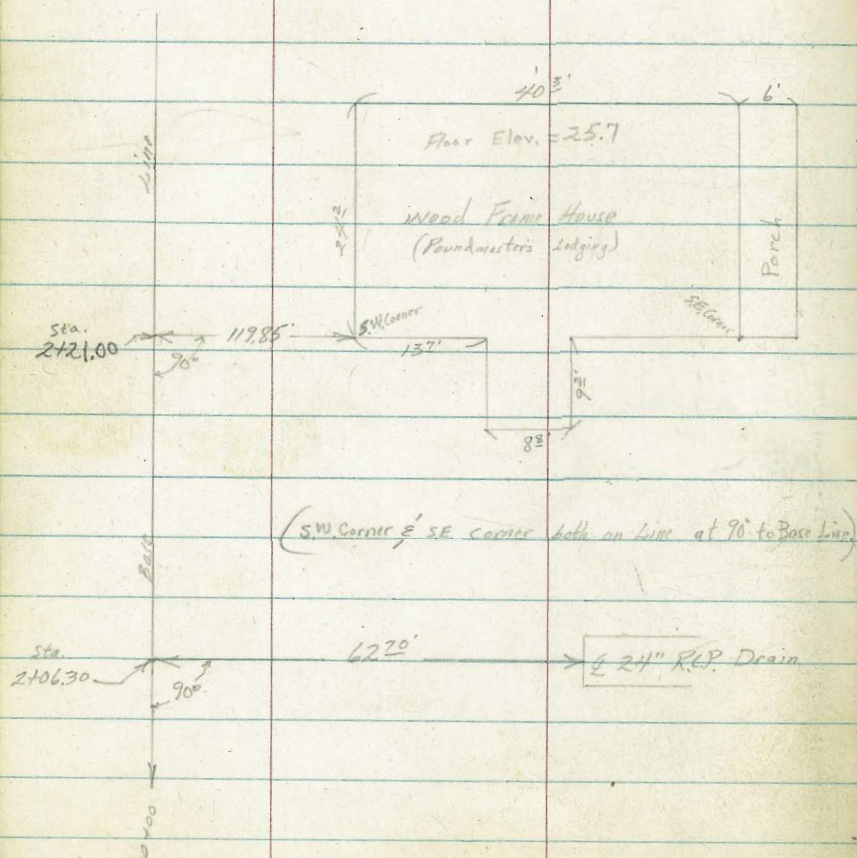 40 3'
6'
Line
Floor Elev. = 25.7
Wood Frame House
(Poundmaster's Lodging)
Porch
S.W. Corner
S.E. Corner
Sta.
2+21.00
119.85'
90°
13 7'
9 2'
8 8'
(S.W. Corner & S.E. corner both on Line at 90° to Base Line)
Base
Sta.
2+06.30
62 70'
℄ 24" R.C.P. Drain
90°
0+00